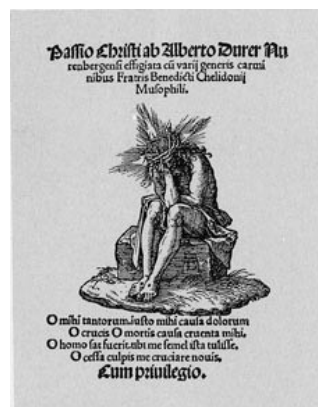 Passio Christi ab Alberto Durer Nu
renbergensi effigiata cũ varij generis carmi
nibus Fratris Benedicti Chelidonij
Musophili.
O mihi tantorum, iusto mihi causa dolorum
O crucis O mortis causa cruenta mihi.
O homo sat fuerit, tibi me semel ista tulisse.
O cessa culpis me cruciare nouis.
Cum priuilegio.